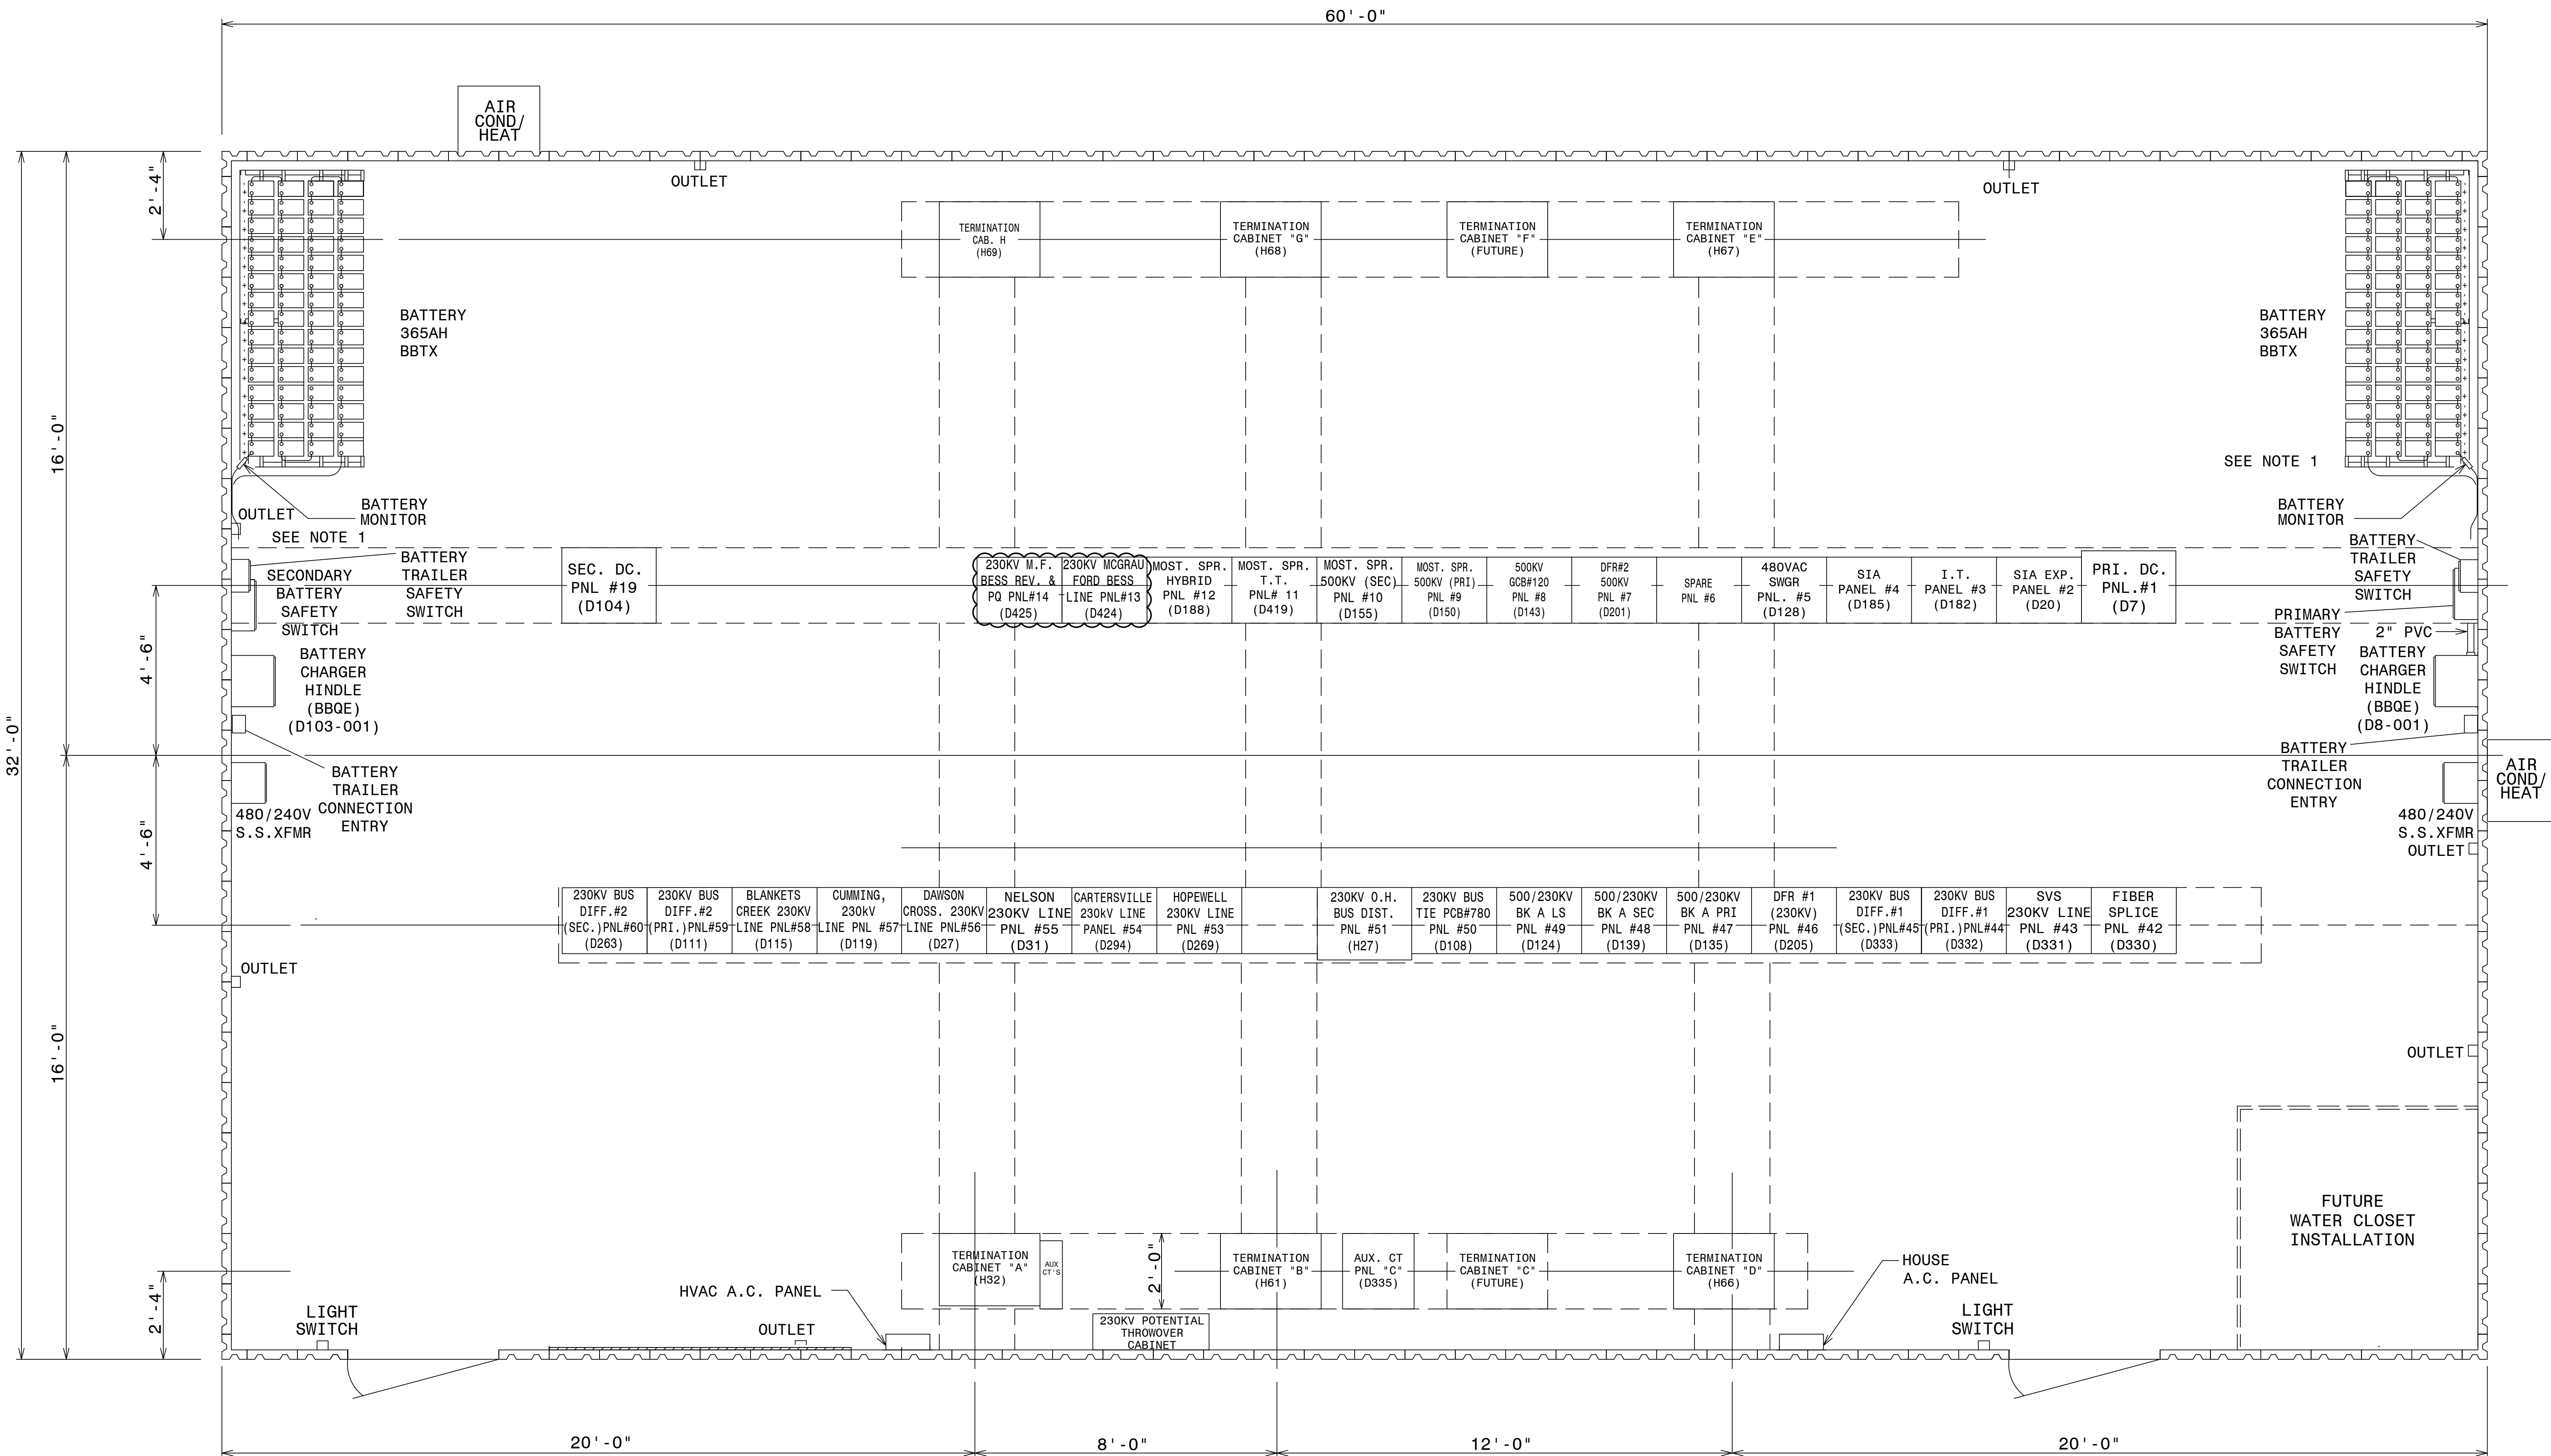 60'-0"
AIR
COND/
HEAT
2'-4"
OUTLET
OUTLET
TERMINATION
CAB. H
(H69)
TERMINATION
CABINET "G"
(H68)
TERMINATION
CABINET "F"
(FUTURE)
TERMINATION
CABINET "E"
(H67)
BATTERY
365AH
BBTX
BATTERY
365AH
BBTX
16'-0"
SEE NOTE 1
BATTERY
MONITOR
BATTERY
MONITOR
OUTLET
SEE NOTE 1
BATTERY
TRAILER
SAFETY
SWITCH
SECONDARY
BATTERY
SAFETY
SWITCH
SEC. DC.
PNL #19
(D104)
230KV M.F.
BESS REV. &
PQ PNL#14
(D425)
230KV MCGRAU
FORD BESS
LINE PNL#13
(D424)
MOST. SPR.
HYBRID
PNL #12
(D188)
MOST. SPR.
T.T.
PNL# 11
(D419)
MOST. SPR.
500KV (SEC)
PNL #10
(D155)
MOST. SPR.
500KV (PRI)
PNL #9
(D150)
500KV
GCB#120
PNL #8
(D143)
DFR#2
500KV
PNL #7
(D201)
SPARE
PNL #6
480VAC
SWGR
PNL. #5
(D128)
SIA
PANEL #4
(D185)
I.T.
PANEL #3
(D182)
SIA EXP.
PANEL #2
(D20)
PRI. DC.
PNL.#1
(D7)
BATTERY
TRAILER
SAFETY
SWITCH
PRIMARY
BATTERY
SAFETY
SWITCH
2" PVC
BATTERY
CHARGER
HINDLE
(BBQE)
(D8-001)
4'-6"
BATTERY
CHARGER
HINDLE
(BBQE)
(D103-001)
32'-0"
BATTERY
TRAILER
CONNECTION
ENTRY
480/240V
S.S.XFMR
BATTERY
TRAILER
CONNECTION
ENTRY
AIR
COND/
HEAT
480/240V
S.S.XFMR
OUTLET
4'-6"
230KV BUS
DIFF.#2
(SEC.)PNL#60
(D263)
230KV BUS
DIFF.#2
(PRI.)PNL#59
(D111)
BLANKETS
CREEK 230KV
LINE PNL#58
(D115)
CUMMING,
230kV
LINE PNL #57
(D119)
DAWSON
CROSS. 230KV
LINE PNL#56
(D27)
NELSON
230KV LINE
PNL #55
(D31)
CARTERSVILLE
230kV LINE
PANEL #54
(D294)
HOPEWELL
230KV LINE
PNL #53
(D269)
230KV O.H.
BUS DIST.
PNL #51
(H27)
230KV BUS
TIE PCB#780
PNL #50
(D108)
500/230KV
BK A LS
PNL #49
(D124)
500/230KV
BK A SEC
PNL #48
(D139)
500/230KV
BK A PRI
PNL #47
(D135)
DFR #1
(230KV)
PNL #46
(D205)
230KV BUS
DIFF.#1
(SEC.)PNL#45
(D333)
230KV BUS
DIFF.#1
(PRI.)PNL#44
(D332)
SVS
230KV LINE
PNL #43
(D331)
FIBER
SPLICE
PNL #42
(D330)
OUTLET
16'-0"
OUTLET
FUTURE
WATER CLOSET
INSTALLATION
TERMINATION
CABINET "A"
(H32)
AUX
CT'S
2'-0"
TERMINATION
CABINET "B"
(H61)
AUX. CT
PNL "C"
(D335)
TERMINATION
CABINET "C"
(FUTURE)
TERMINATION
CABINET "D"
(H66)
HOUSE
A.C. PANEL
HVAC A.C. PANEL
2'-4"
LIGHT
SWITCH
OUTLET
230KV POTENTIAL
THROWOVER
CABINET
LIGHT
SWITCH
20'-0"
8'-0"
12'-0"
20'-0"